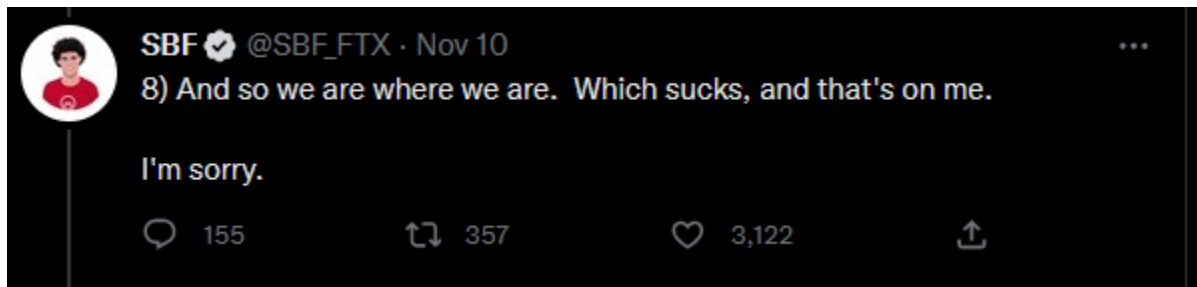 SBF @SBF_FTX · Nov 10
8) And so we are where we are.  Which sucks, and that's on me.
I'm sorry.
155 357 3,122